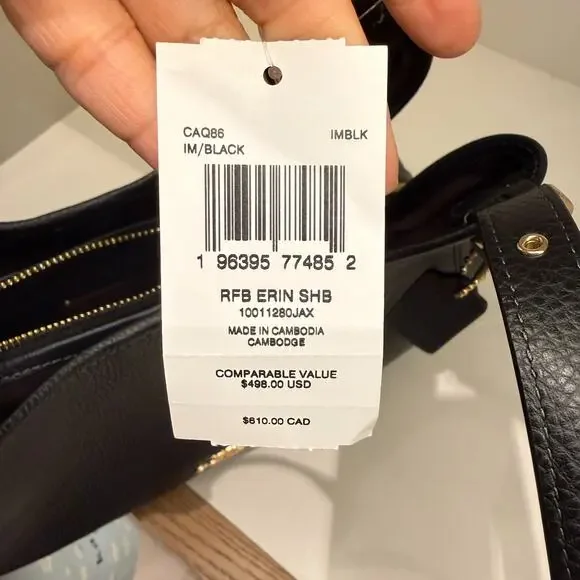 CAQ86 IMBLK
IM/BLACK
1 96395 77485 2
RFB ERIN SHB
10011280JAX
MADE IN CAMBODIA
CAMBODGE
COMPARABLE VALUE
$498.00 USD
$610.00 CAD